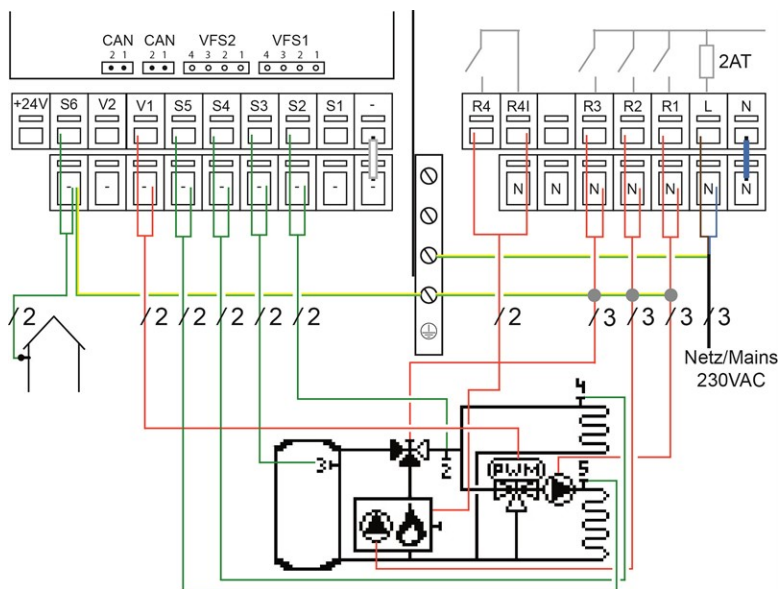 CAN CAN VFS2 VFS1
2 1 2 1 4 3 2 1 4 3 2 1
2AT
+24V S6 V2 V1 S5 S4 S3 S2 S1 -
R4 R4I R3 R2 R1 L N
- - - - - - - - -
N N N N N N N
/2 /2 /2 /2 /2 /2 /2 /3 /3 /3 /3
Netz/Mains
230VAC
4
3 2
PWM 5